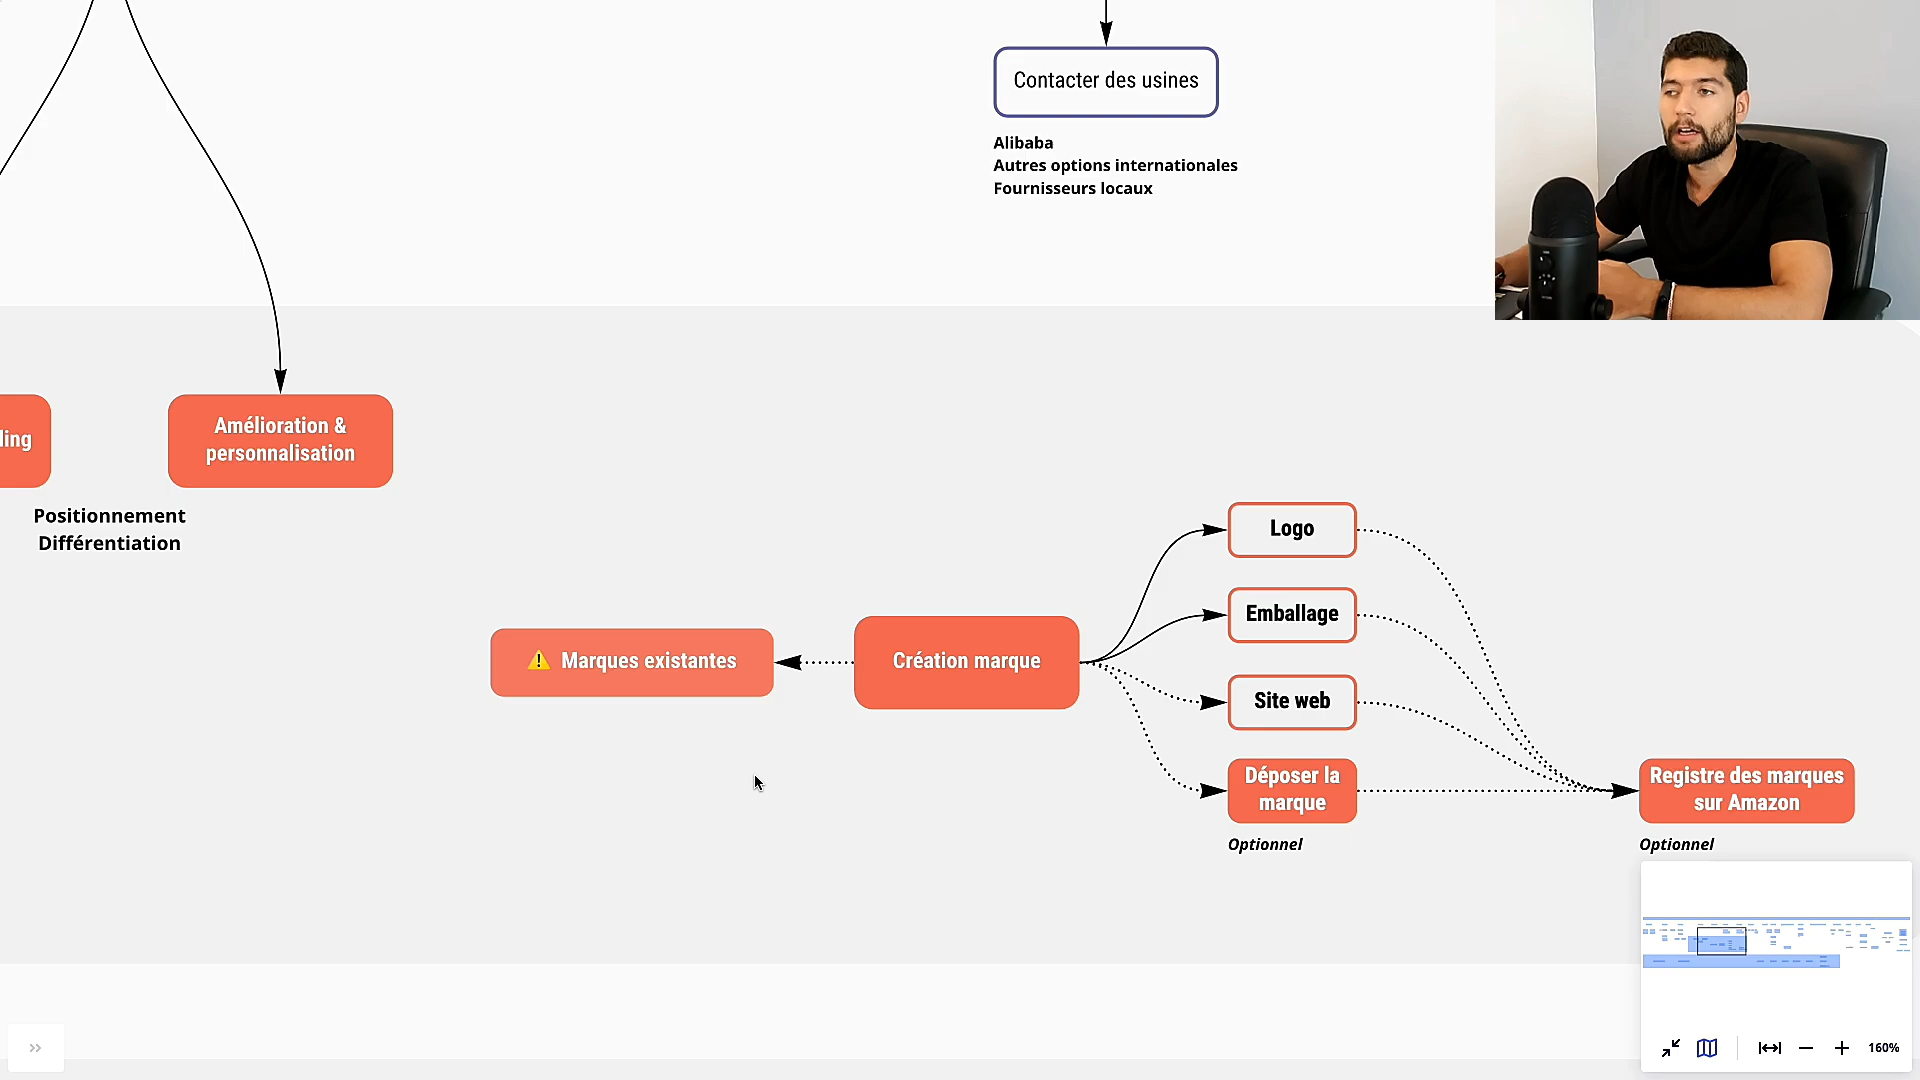 Contacter des usines
Alibaba
Autres options internationales
Fournisseurs locaux
ling
Amélioration &
personnalisation
Positionnement
Différentiation
Logo
Emballage
Marques existantes
Création marque
Site web
Déposer la
marque
Optionnel
Registre des marques
sur Amazon
Optionnel
160%